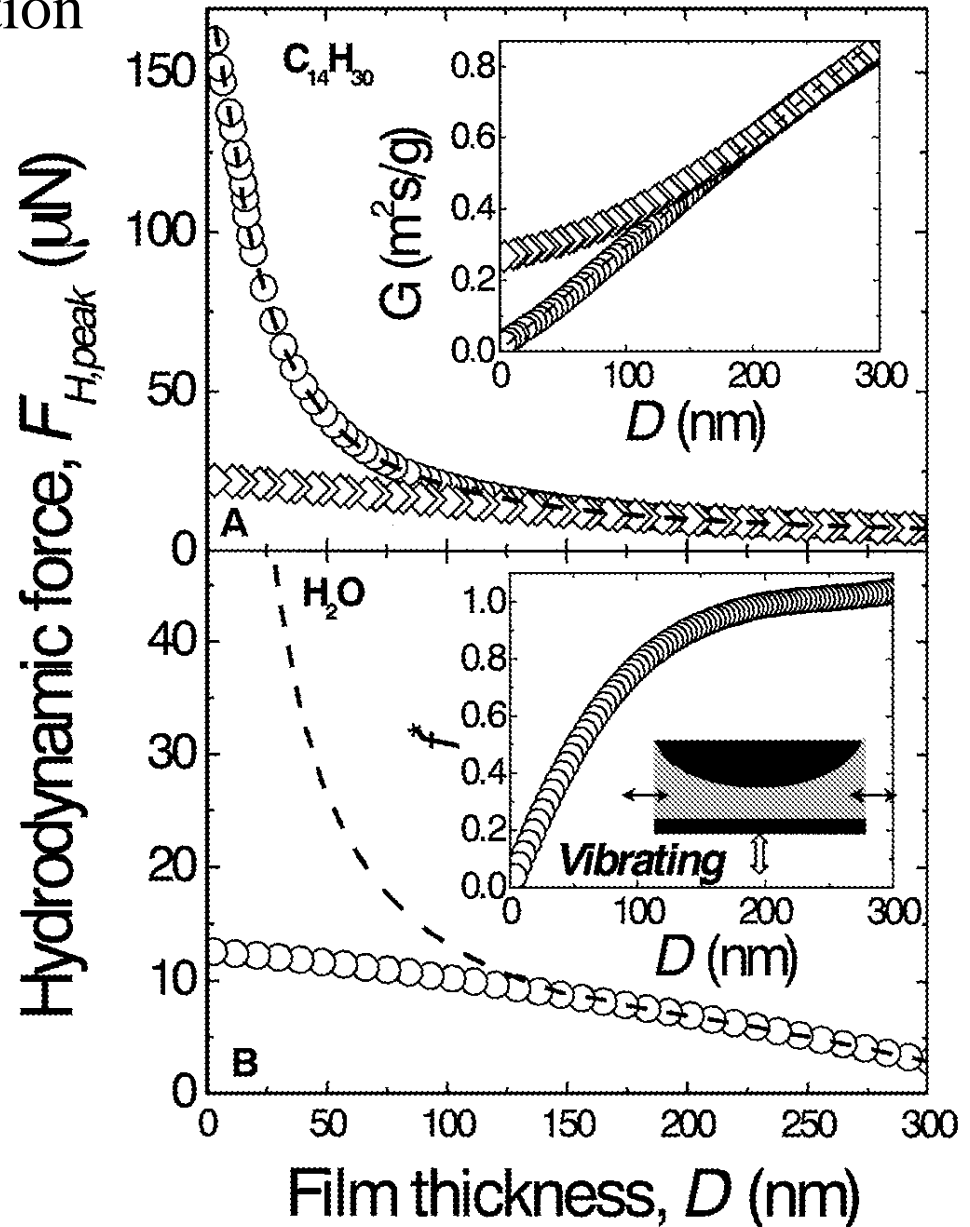 tion
Hydrodynamic force, F H,peak (μN)
150
100
50
0
C14H30
G (m2s/g)
0.8
0.6
0.4
0.2
0.0
0 100 200 300
D (nm)
A
40
30
20
10
0
H2O
f*
1.0
0.8
0.6
0.4
0.2
0.0
Vibrating
0 100 200 300
D (nm)
B
0 50 100 150 200 250 300
Film thickness, D (nm)